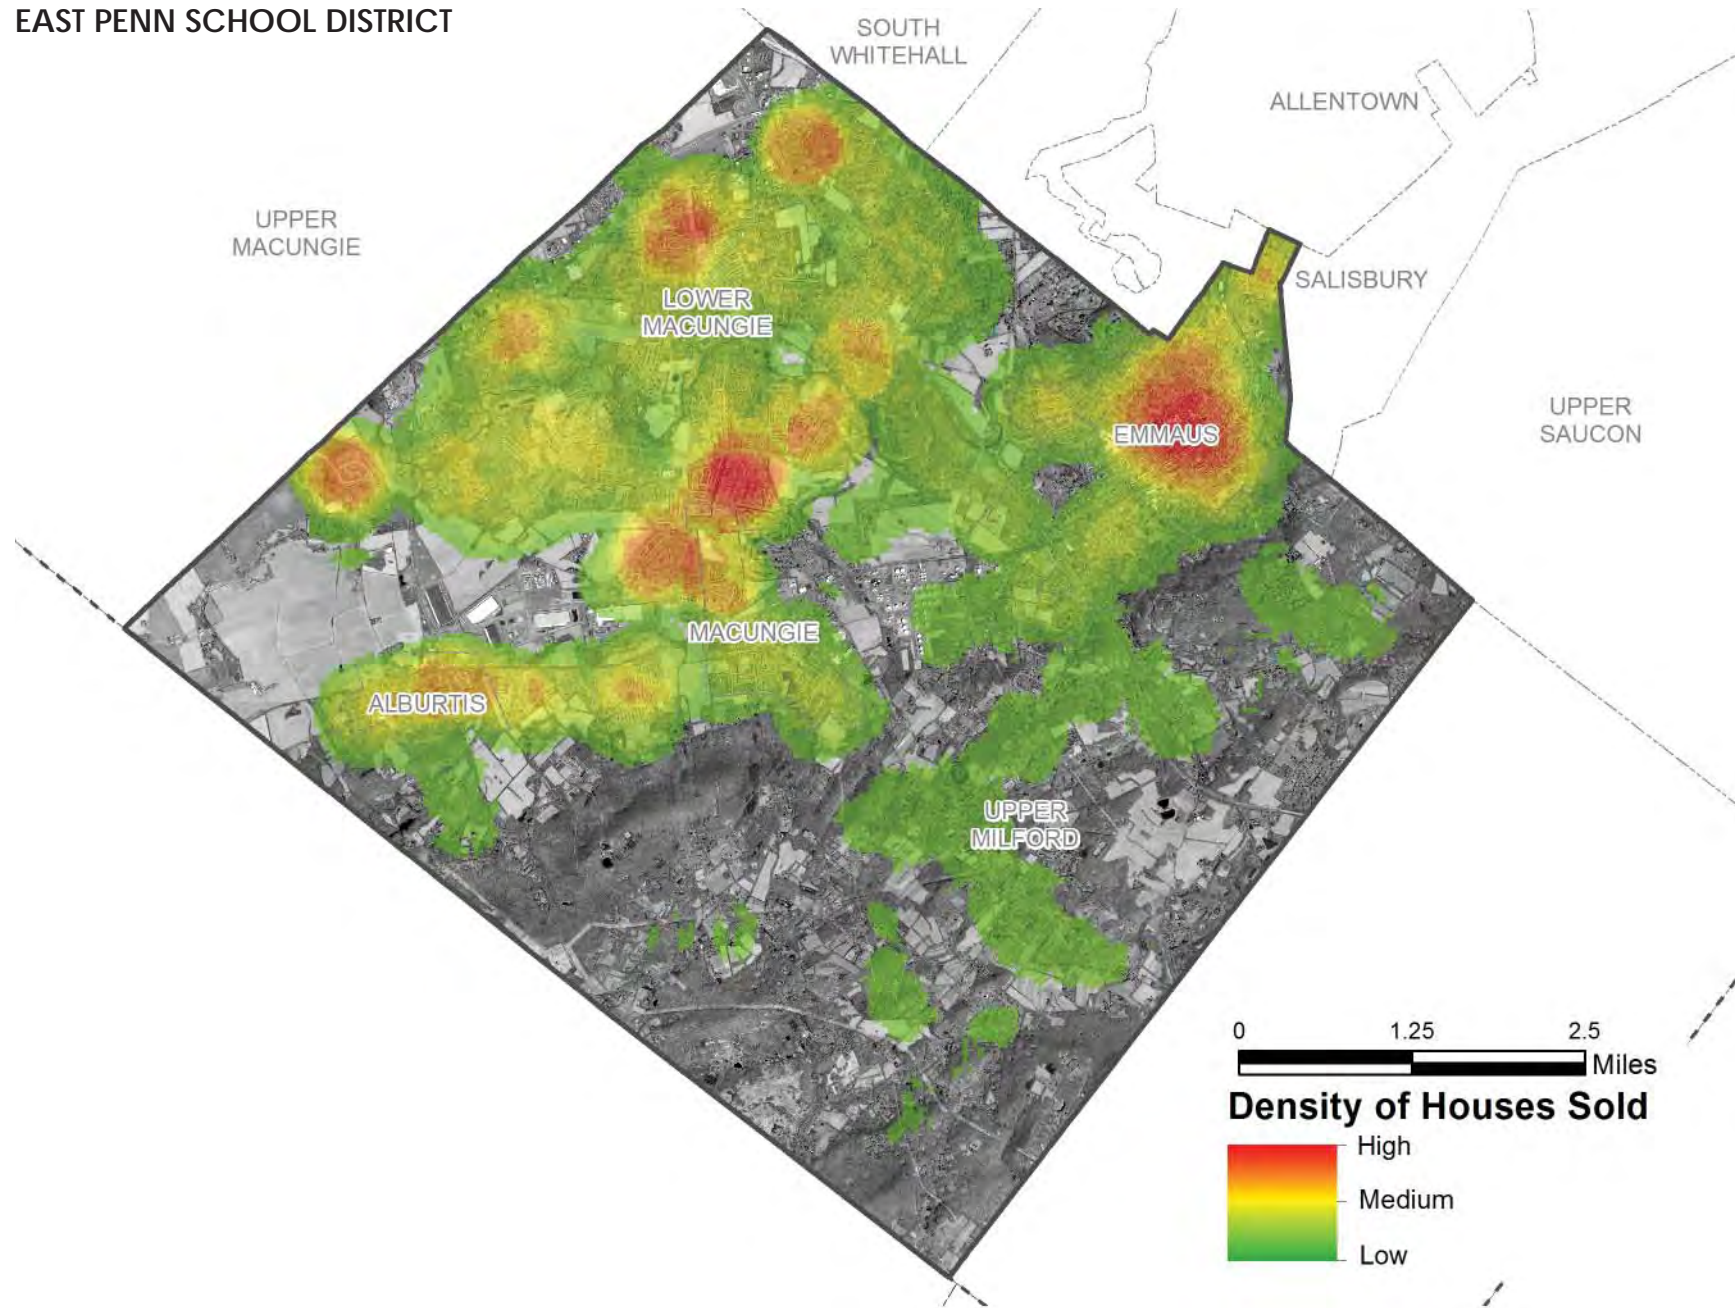 EAST PENN SCHOOL DISTRICT
SOUTH
WHITEHALL
ALLENTOWN
UPPER
MACUNGIE
SALISBURY
LOWER
MACUNGIE
UPPER
SAUCON
EMMAUS
MACUNGIE
ALBURTIS
UPPER
MILFORD
0 1.25 2.5
Miles
Density of Houses Sold
High
Medium
Low